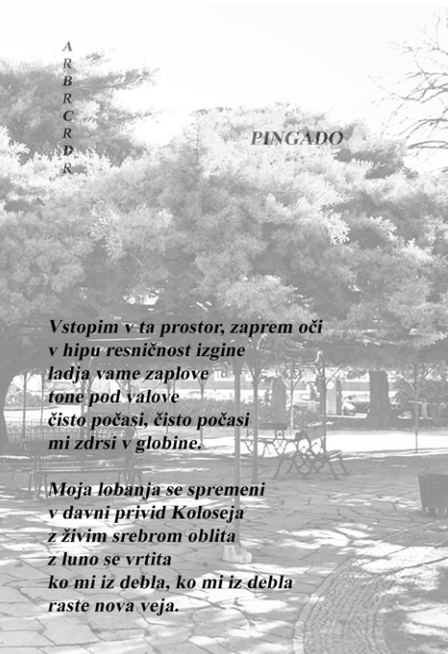 A
R
B
R
C
R
D
R
PINGADO
Vstopim v ta prostor, zaprem oči
v hipu resničnost izgine
ladja vame zaplove
tone pod valove
čisto počasi, čisto počasi
mi zdrsi v globine.
Moja lobanja se spremeni
v davni privid Koloseja
z živim srebrom oblita
z luno se vrtita
ko mi iz debla, ko mi iz debla
raste nova veja.